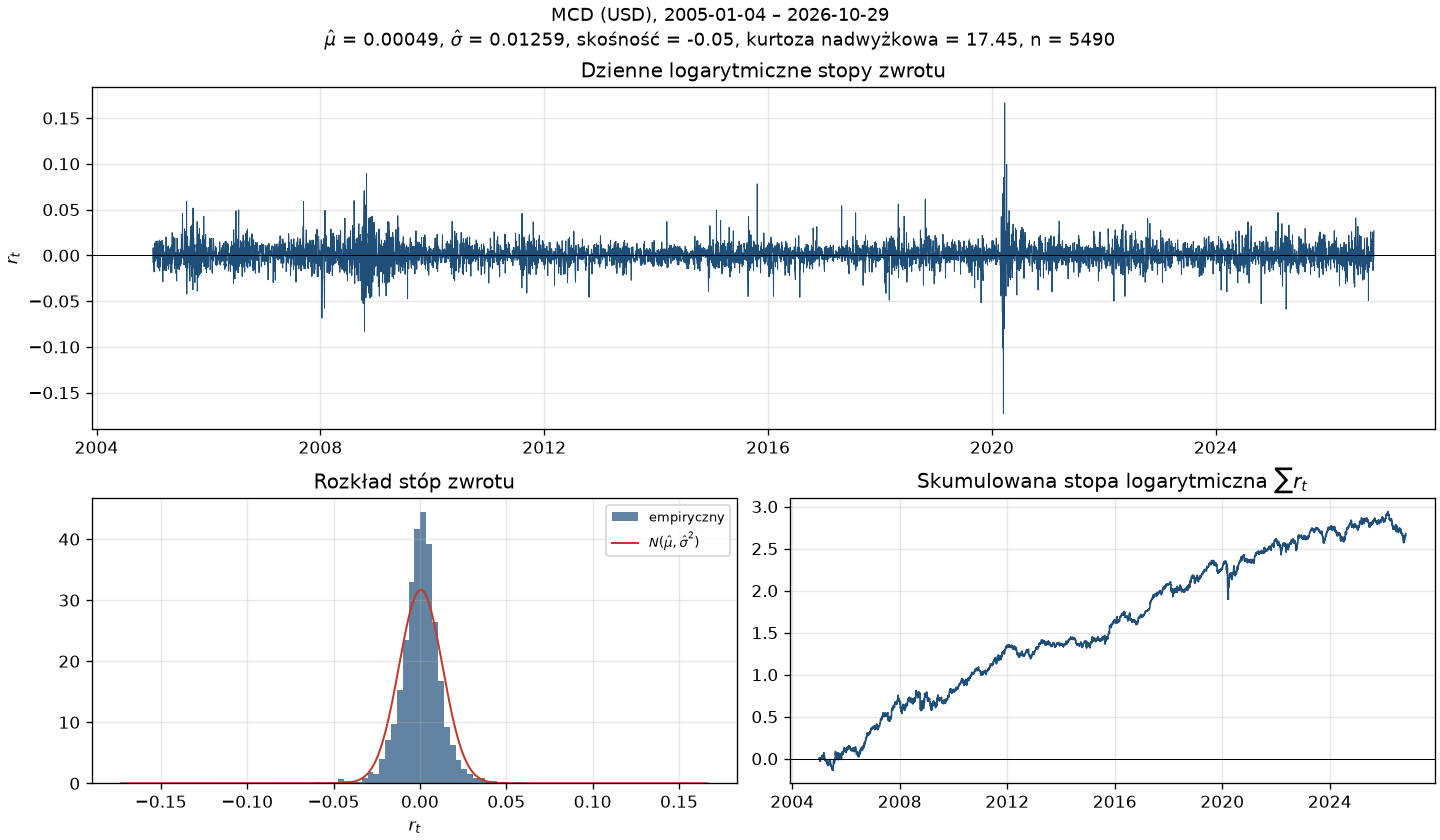 MCD (USD), 2005-01-04 – 2026-10-29
μ̂ = 0.00049, σ̂ = 0.01259, skośność = -0.05, kurtoza nadwyżkowa = 17.45, n = 5490
Dzienne logarytmiczne stopy zwrotu
0.15
0.10
0.05
0.00
−0.05
−0.10
−0.15
r_t
2004 2008 2012 2016 2020 2024
Rozkład stóp zwrotu
empiryczny
N(μ̂, σ̂²)
40
30
20
10
0
−0.15 −0.10 −0.05 0.00 0.05 0.10 0.15
r_t
Skumulowana stopa logarytmiczna ∑r_t
3.0
2.5
2.0
1.5
1.0
0.5
0.0
2004 2008 2012 2016 2020 2024